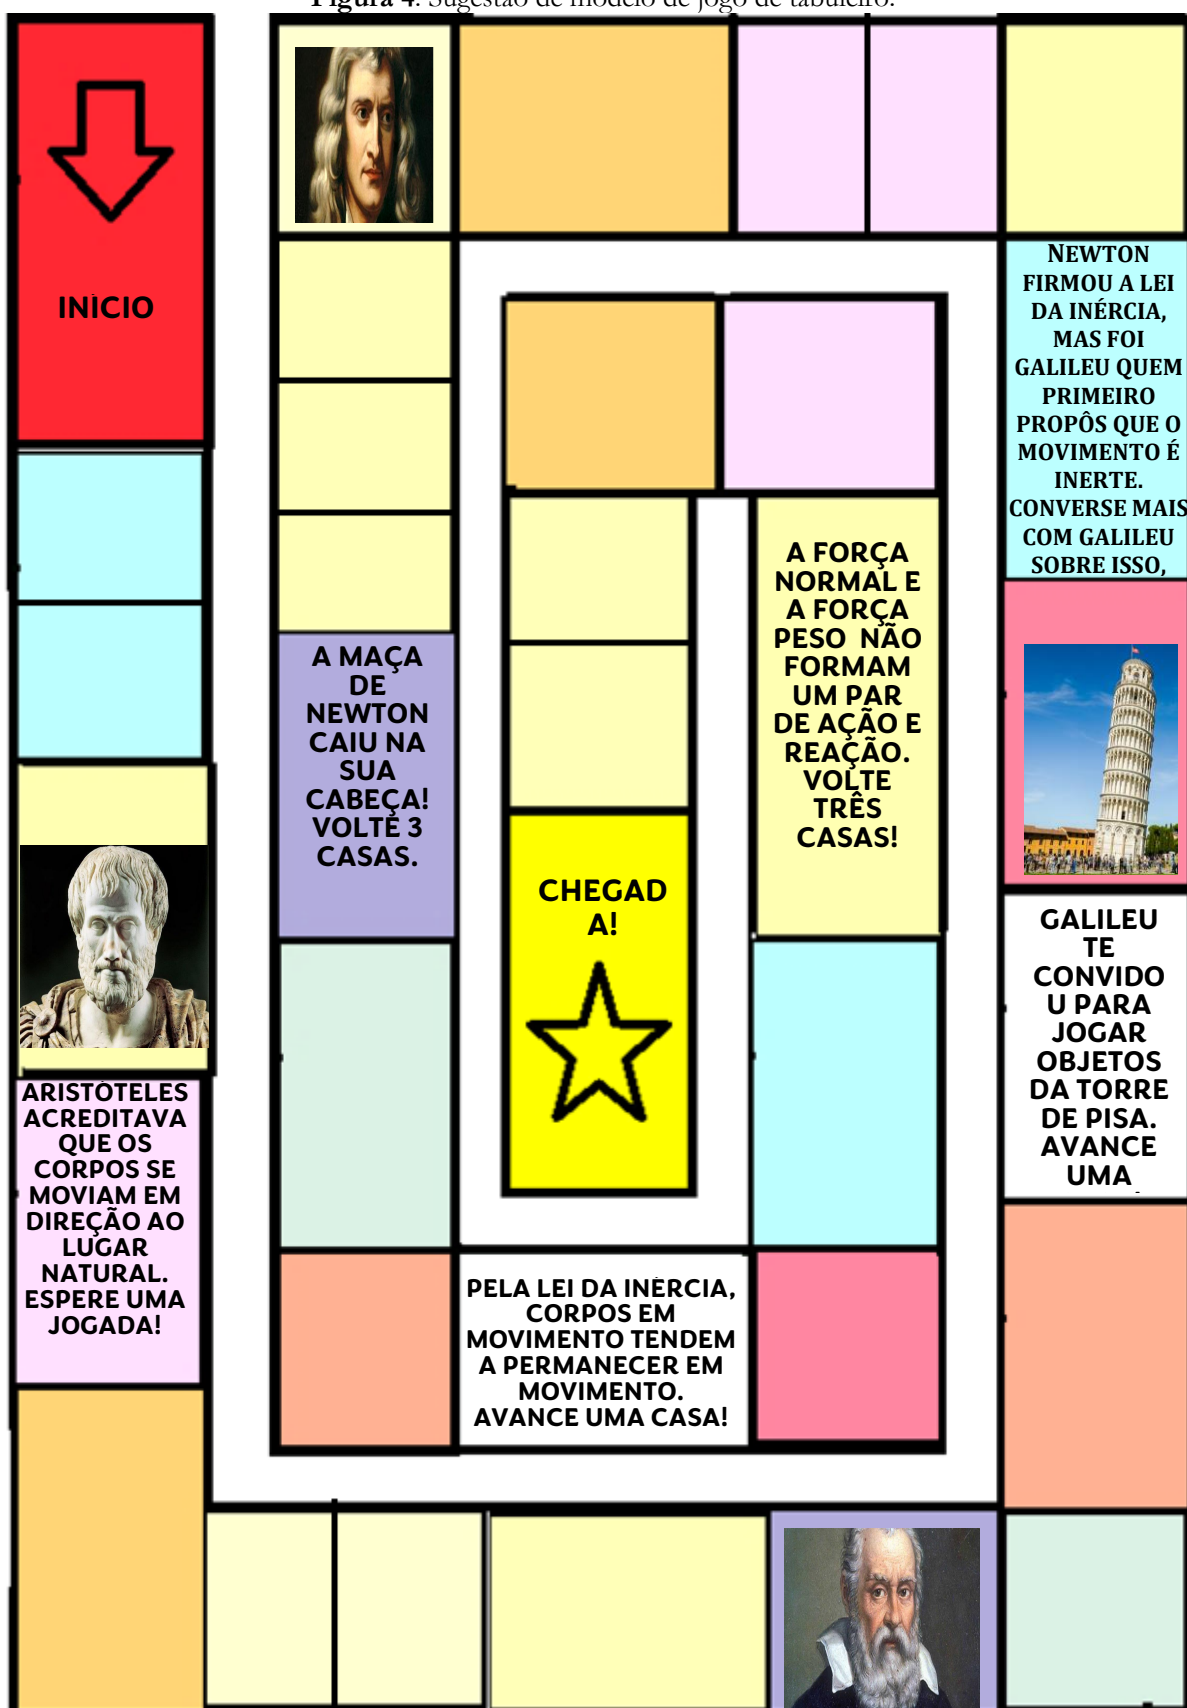 Figura 4. Sugestão de modelo de jogo de tabuleiro.
INÍCIO
ARISTÓTELES
ACREDITAVA
QUE OS
CORPOS SE
MOVIAM EM
DIREÇÃO AO
LUGAR
NATURAL.
ESPERE UMA
JOGADA!
GALILEU
TE
CONVIDO
U PARA
JOGAR
OBJETOS
DA TORRE
DE PISA.
AVANCE
UMA
NEWTON
FIRMOU A LEI
DA INÉRCIA,
MAS FOI
GALILEU QUEM
PRIMEIRO
PROPÔS QUE O
MOVIMENTO É
INERTE.
CONVERSE MAIS
COM GALILEU
SOBRE ISSO,
A MAÇA
DE
NEWTON
CAIU NA
SUA
CABEÇA!
VOLTE 3
CASAS.
PELA LEI DA INÉRCIA,
CORPOS EM
MOVIMENTO TENDEM
A PERMANECER EM
MOVIMENTO.
AVANCE UMA CASA!
A FORÇA
NORMAL E
A FORÇA
PESO NÃO
FORMAM
UM PAR
DE AÇÃO E
REAÇÃO.
VOLTE
TRÊS
CASAS!
CHEGAD
A!